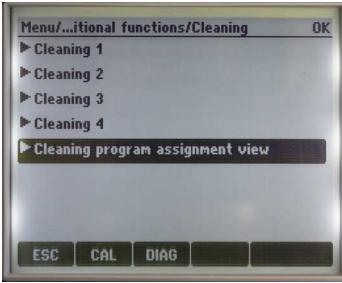 Menu/...itional functions/Cleaning OK
Cleaning 1
Cleaning 2
Cleaning 3
Cleaning 4
Cleaning program assignment view
ESC CAL DIAG